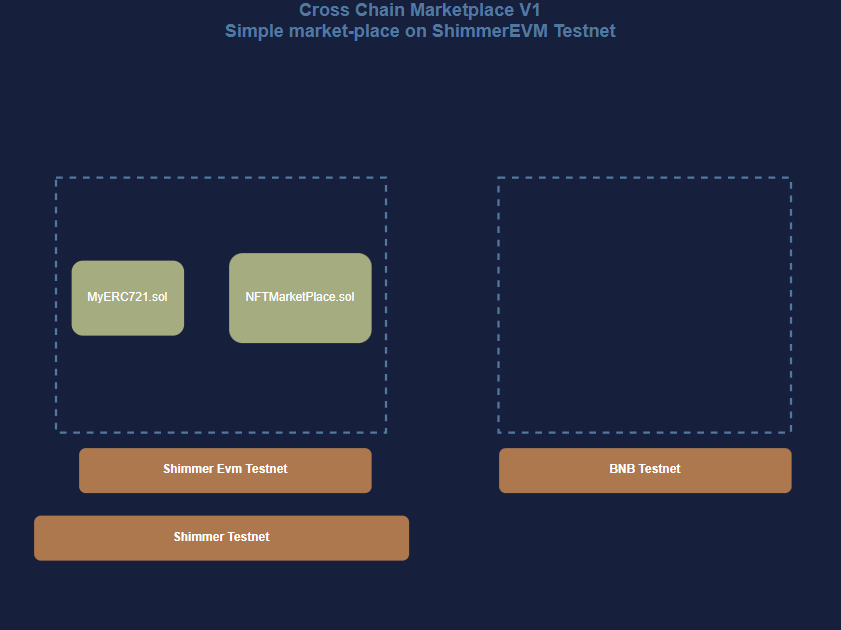 Cross Chain Marketplace V1
Simple market-place on ShimmerEVM Testnet
MyERC721.sol
NFTMarketPlace.sol
Shimmer Evm Testnet
BNB Testnet
Shimmer Testnet